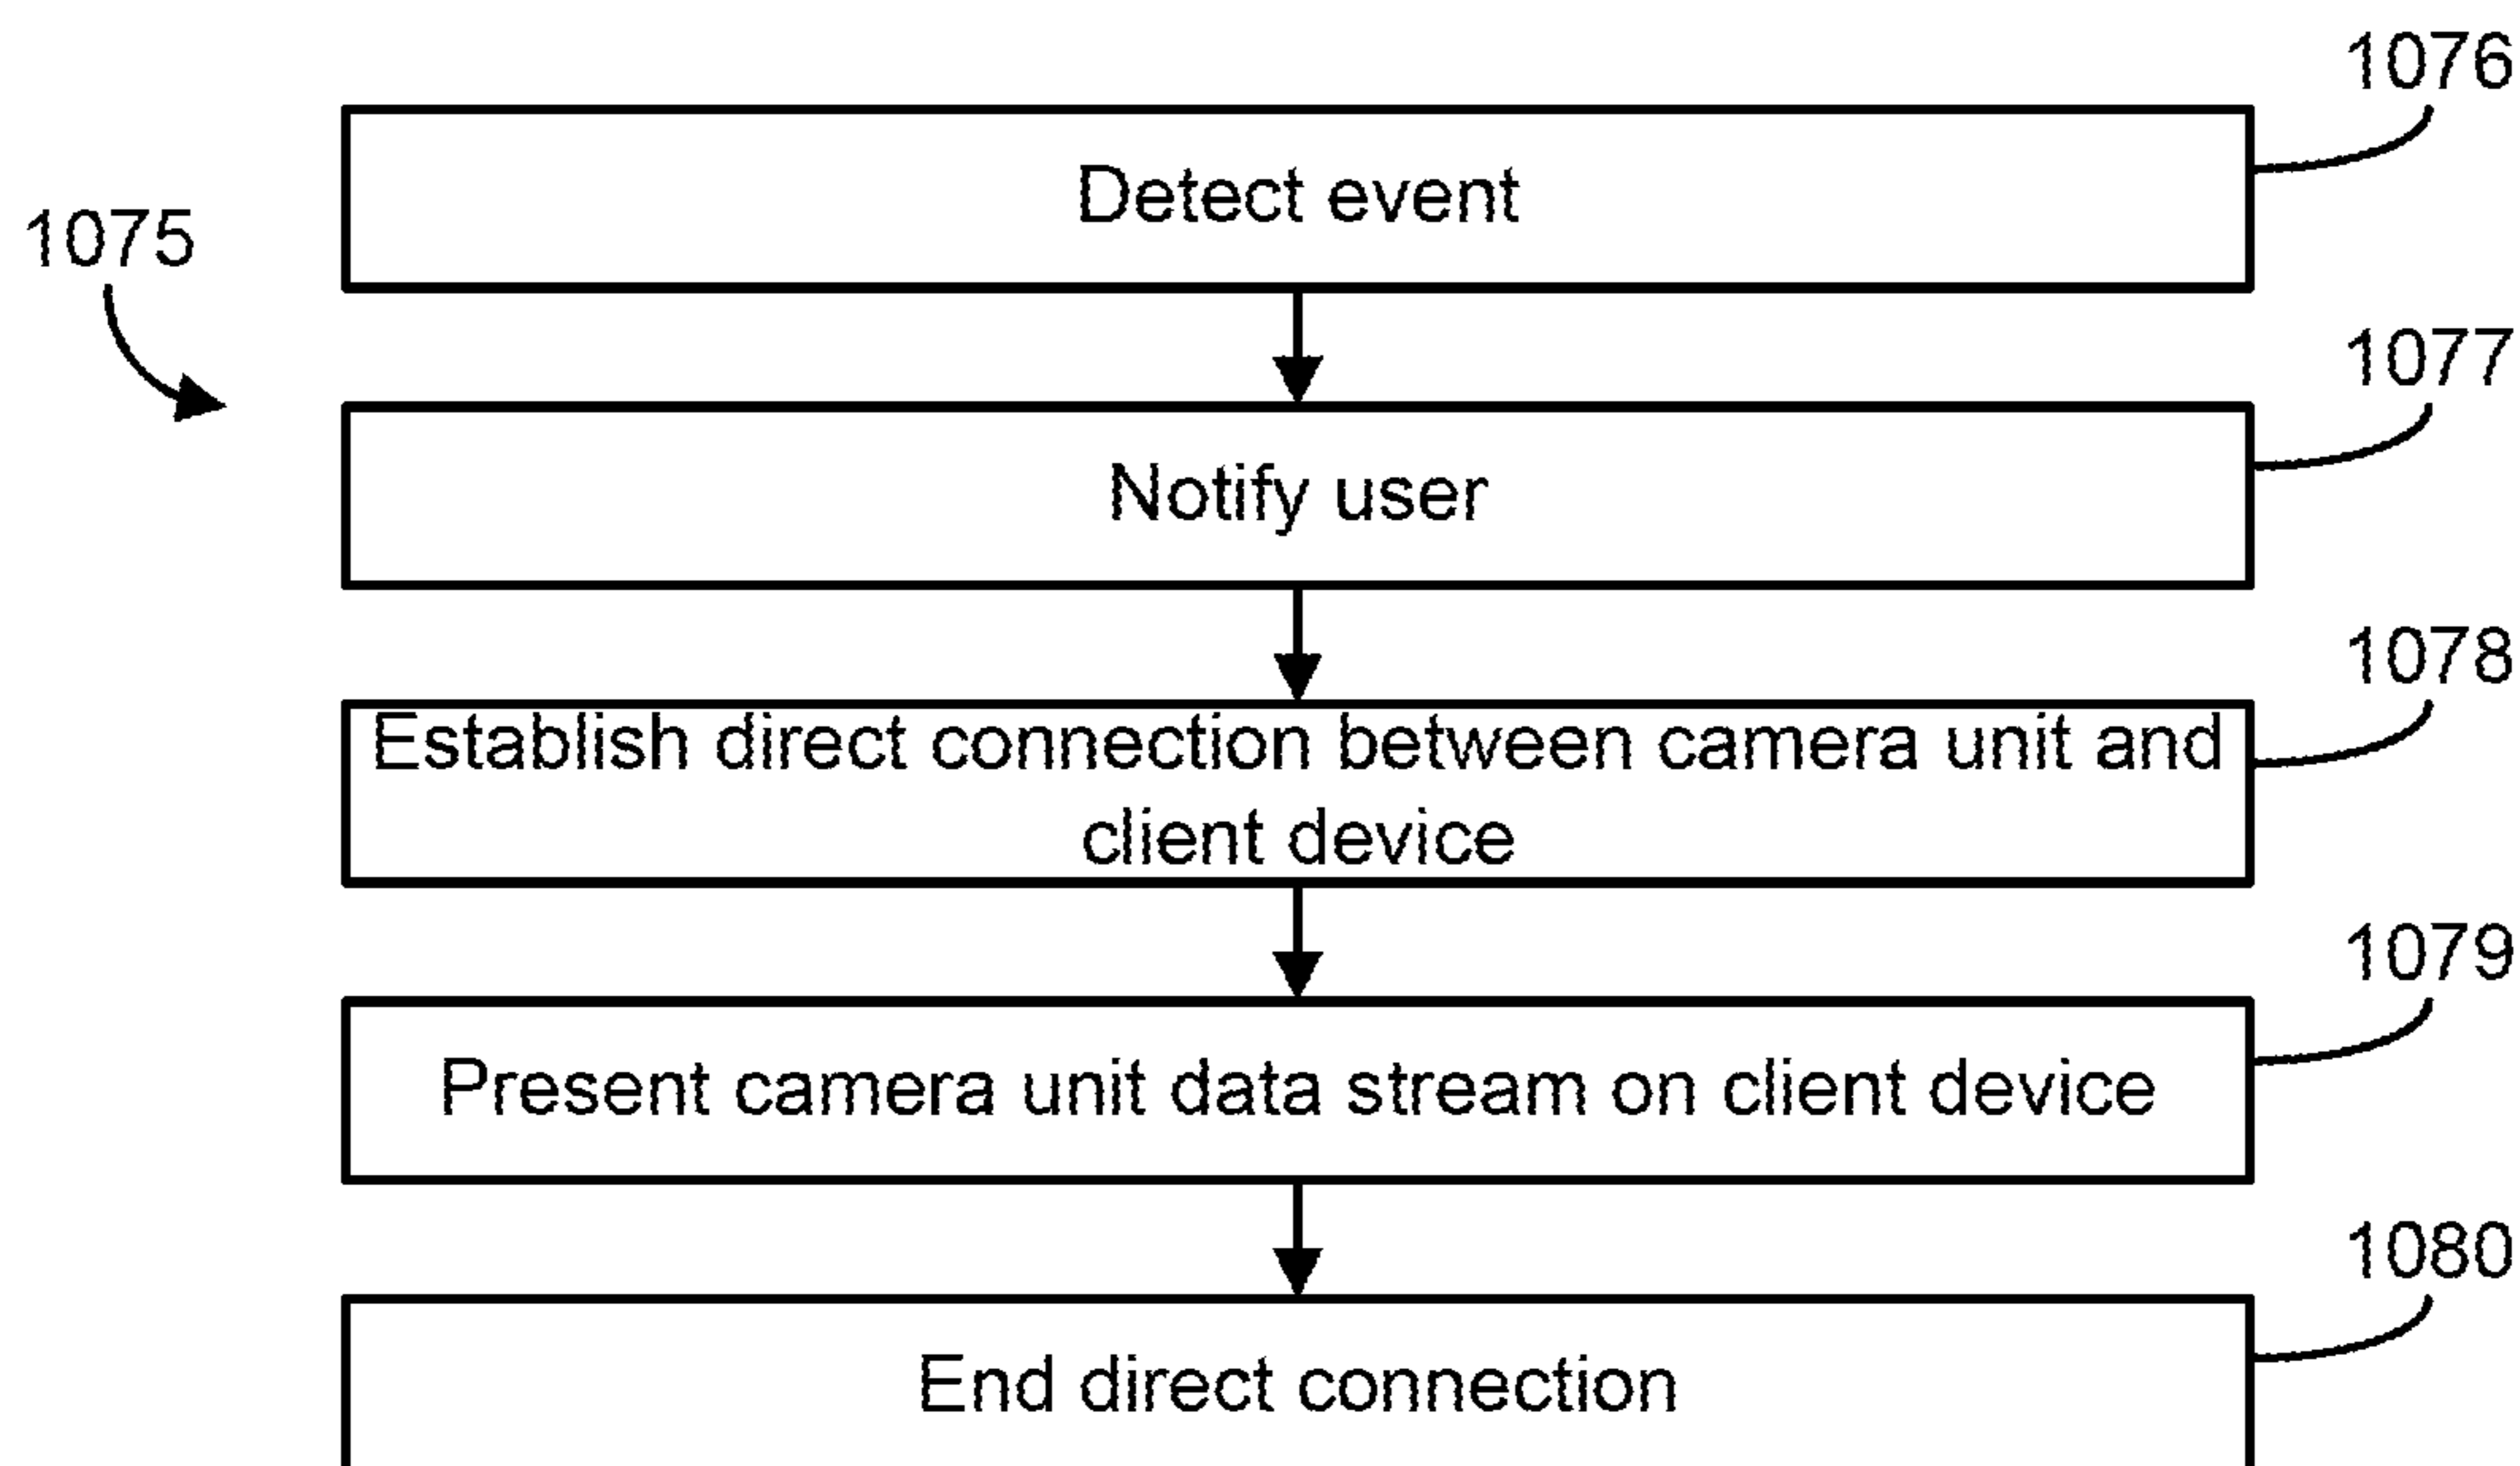 1076
Detect event
1075
1077
Notify user
1078
Establish direct connection between camera unit and
client device
1079
Present camera unit data stream on client device
1080
End direct connection